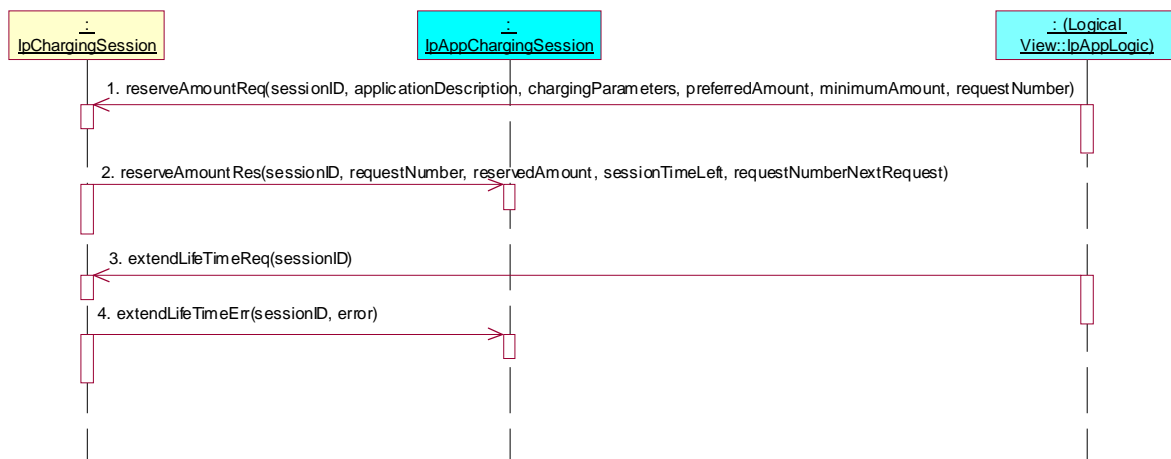 :
IpChargingSession
:
IpAppChargingSession
: (Logical
View::IpAppLogic)
1. reserveAmountReq(sessionID, applicationDescription, chargingParameters, preferredAmount, minimumAmount, requestNumber)
2. reserveAmountRes(sessionID, requestNumber, reservedAmount, sessionTimeLeft, requestNumberNextRequest)
3. extendLifeTimeReq(sessionID)
4. extendLifeTimeErr(sessionID, error)